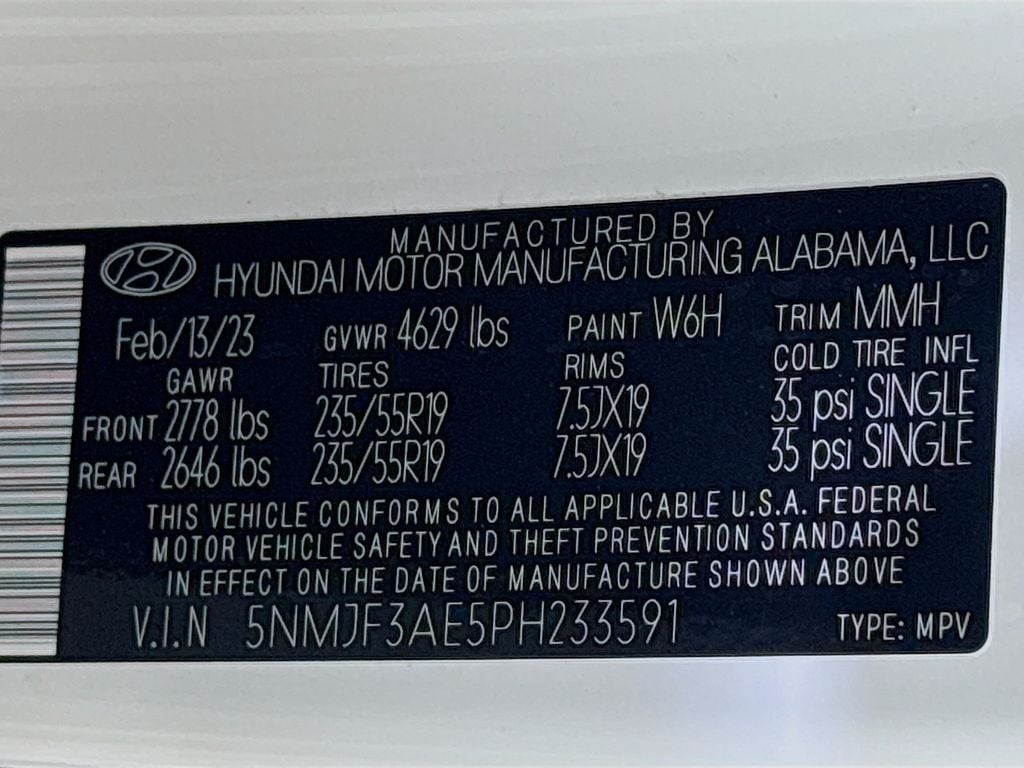 MANUFACTURED BY
HYUNDAI MOTOR MANUFACTURING ALABAMA, LLC
Feb/13/23 GVWR 4629 lbs PAINT W6H TRIM MMH
GAWR TIRES RIMS COLD TIRE INFL
FRONT 2778 lbs 235/55R19 7.5JX19 35 psi SINGLE
REAR 2646 lbs 235/55R19 7.5JX19 35 psi SINGLE
THIS VEHICLE CONFORMS TO ALL APPLICABLE U.S.A. FEDERAL
MOTOR VEHICLE SAFETY AND THEFT PREVENTION STANDARDS
IN EFFECT ON THE DATE OF MANUFACTURE SHOWN ABOVE
V.I.N 5NMJF3AE5PH233591 TYPE: MPV